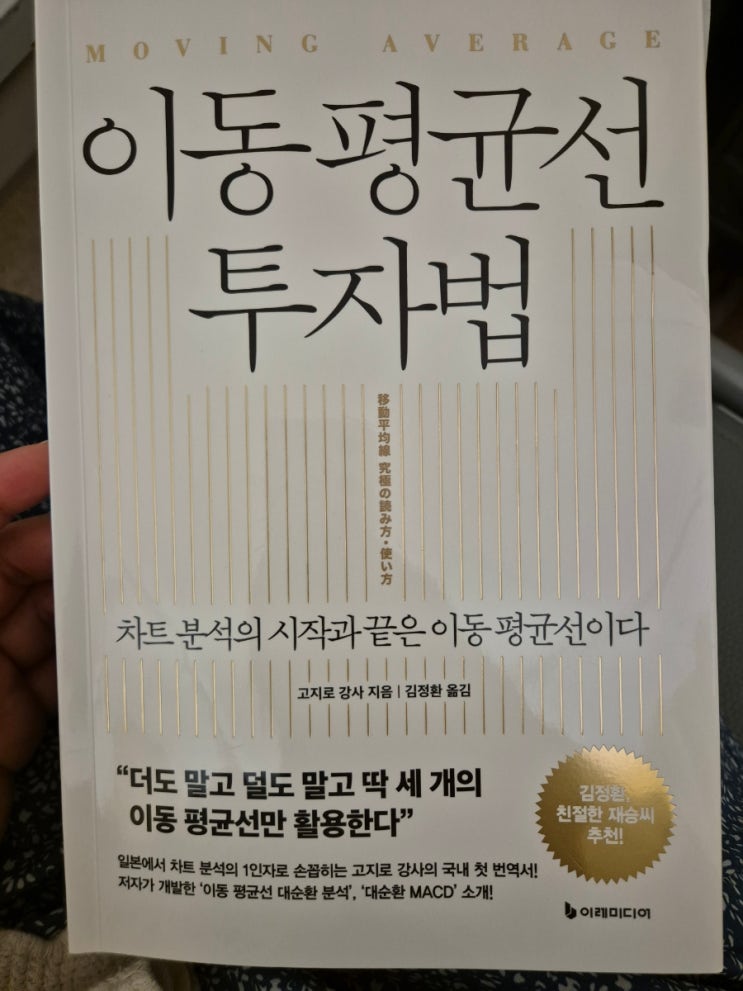 MOVING AVERAGE
이동 평균선
투자법
移動平均線 究極の読み方・使い方
차트 분석의 시작과 끝은 이동 평균선이다
고지로 강사 지음 | 김정환 옮김
“더도 말고 덜도 말고 딱 세 개의
이동 평균선만 활용한다”
김정환,
친절한 재승씨
추천!
일본에서 차트 분석의 1인자로 손꼽히는 고지로 강사의 국내 첫 번역서!
저자가 개발한 ‘이동 평균선 대순환 분석’, ‘대순환 MACD’ 소개!
이레미디어